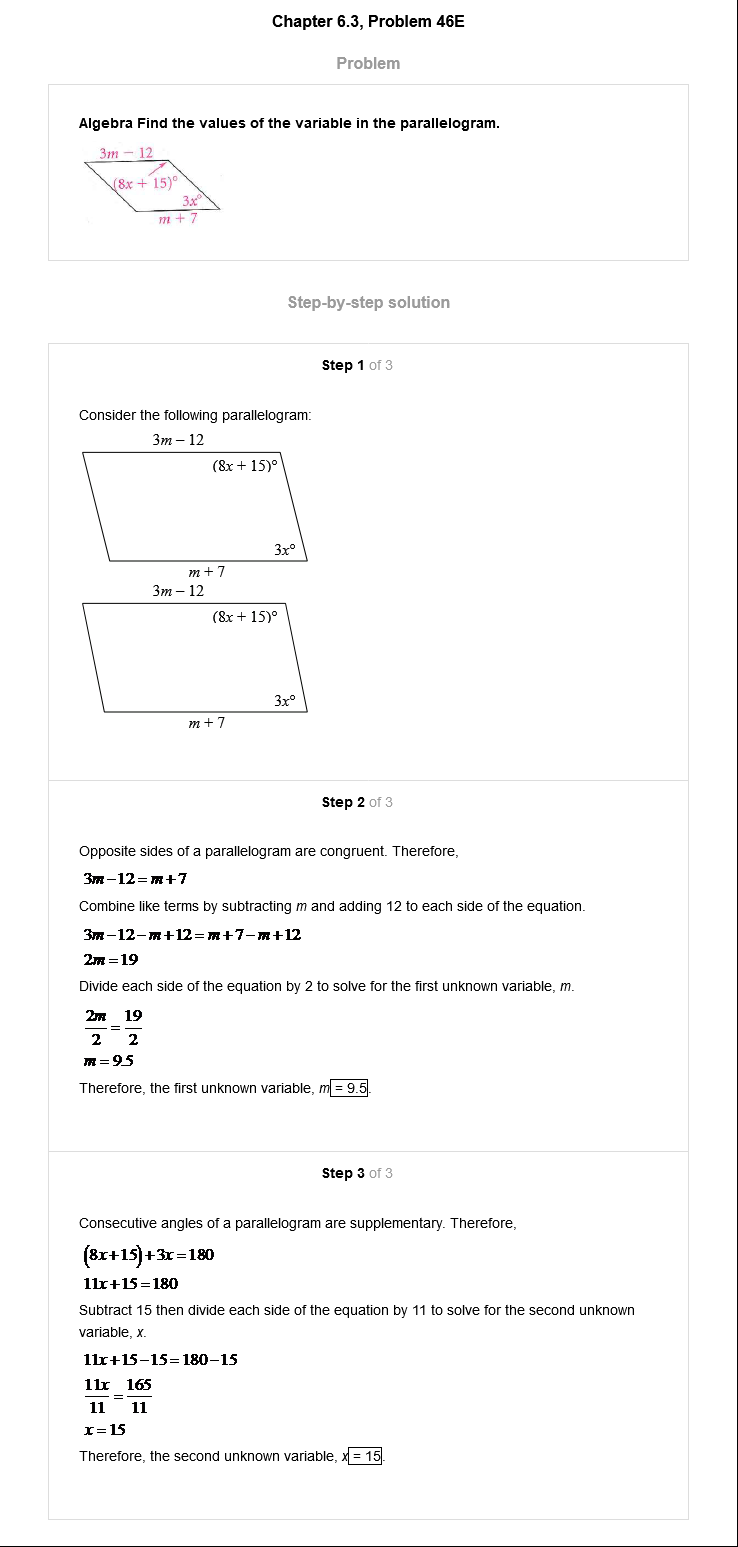 Chapter 6.3, Problem 46E
Problem
Algebra Find the values of the variable in the parallelogram.
3m − 12
(8x + 15)°
3x°
m + 7
Step-by-step solution
Step 1 of 3
Consider the following parallelogram:
3m – 12
(8x + 15)°
3x°
m + 7
3m – 12
(8x + 15)°
3x°
m + 7
Step 2 of 3
Opposite sides of a parallelogram are congruent. Therefore,
3m−12=m+7
Combine like terms by subtracting m and adding 12 to each side of the equation.
3m−12−m+12=m+7−m+12
2m=19
Divide each side of the equation by 2 to solve for the first unknown variable, m.
2m/2 = 19/2
m=9.5
Therefore, the first unknown variable, m = 9.5.
Step 3 of 3
Consecutive angles of a parallelogram are supplementary. Therefore,
(8x+15)+3x=180
11x+15=180
Subtract 15 then divide each side of the equation by 11 to solve for the second unknown
variable, x.
11x+15−15=180−15
11x/11 = 165/11
x=15
Therefore, the second unknown variable, x = 15.